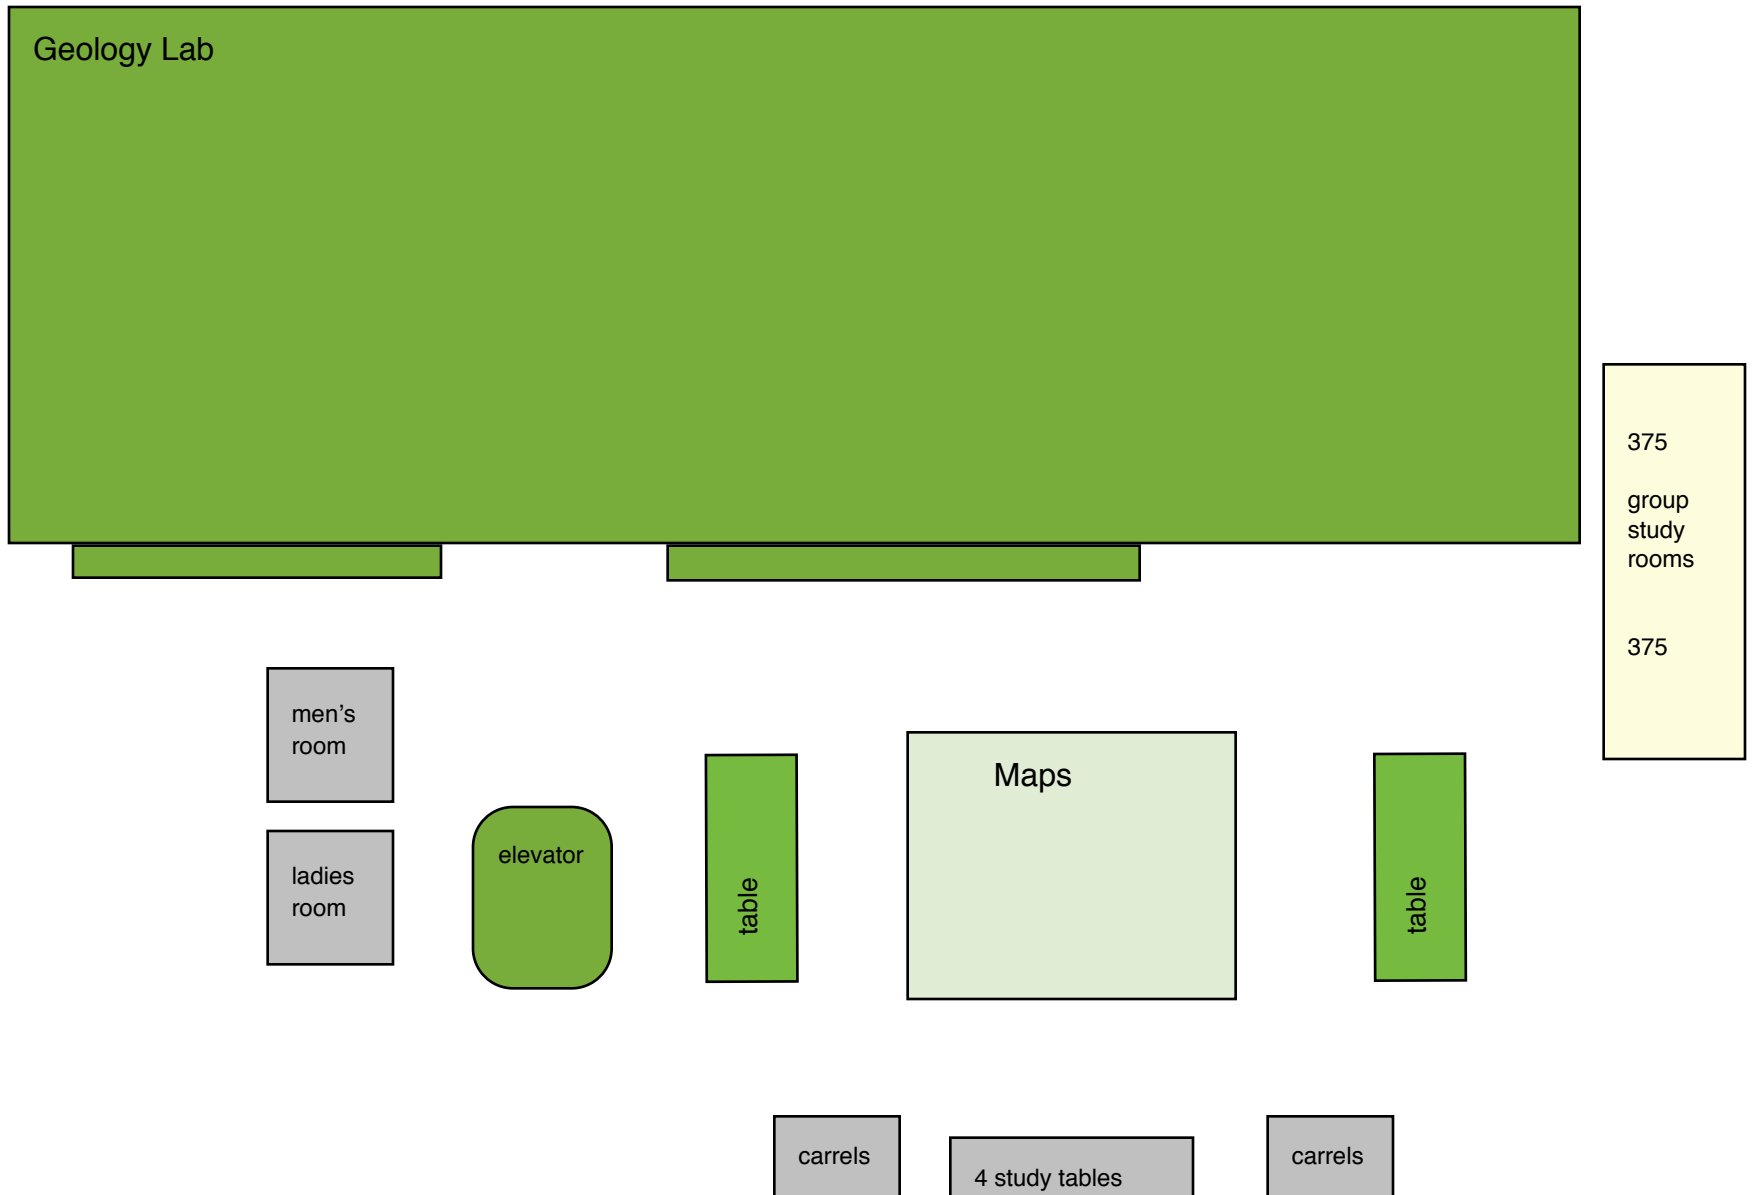 Geology Lab
375
group
study
rooms
375
men’s
room
ladies
room
elevator
table
Maps
table
carrels
4 study tables
carrels